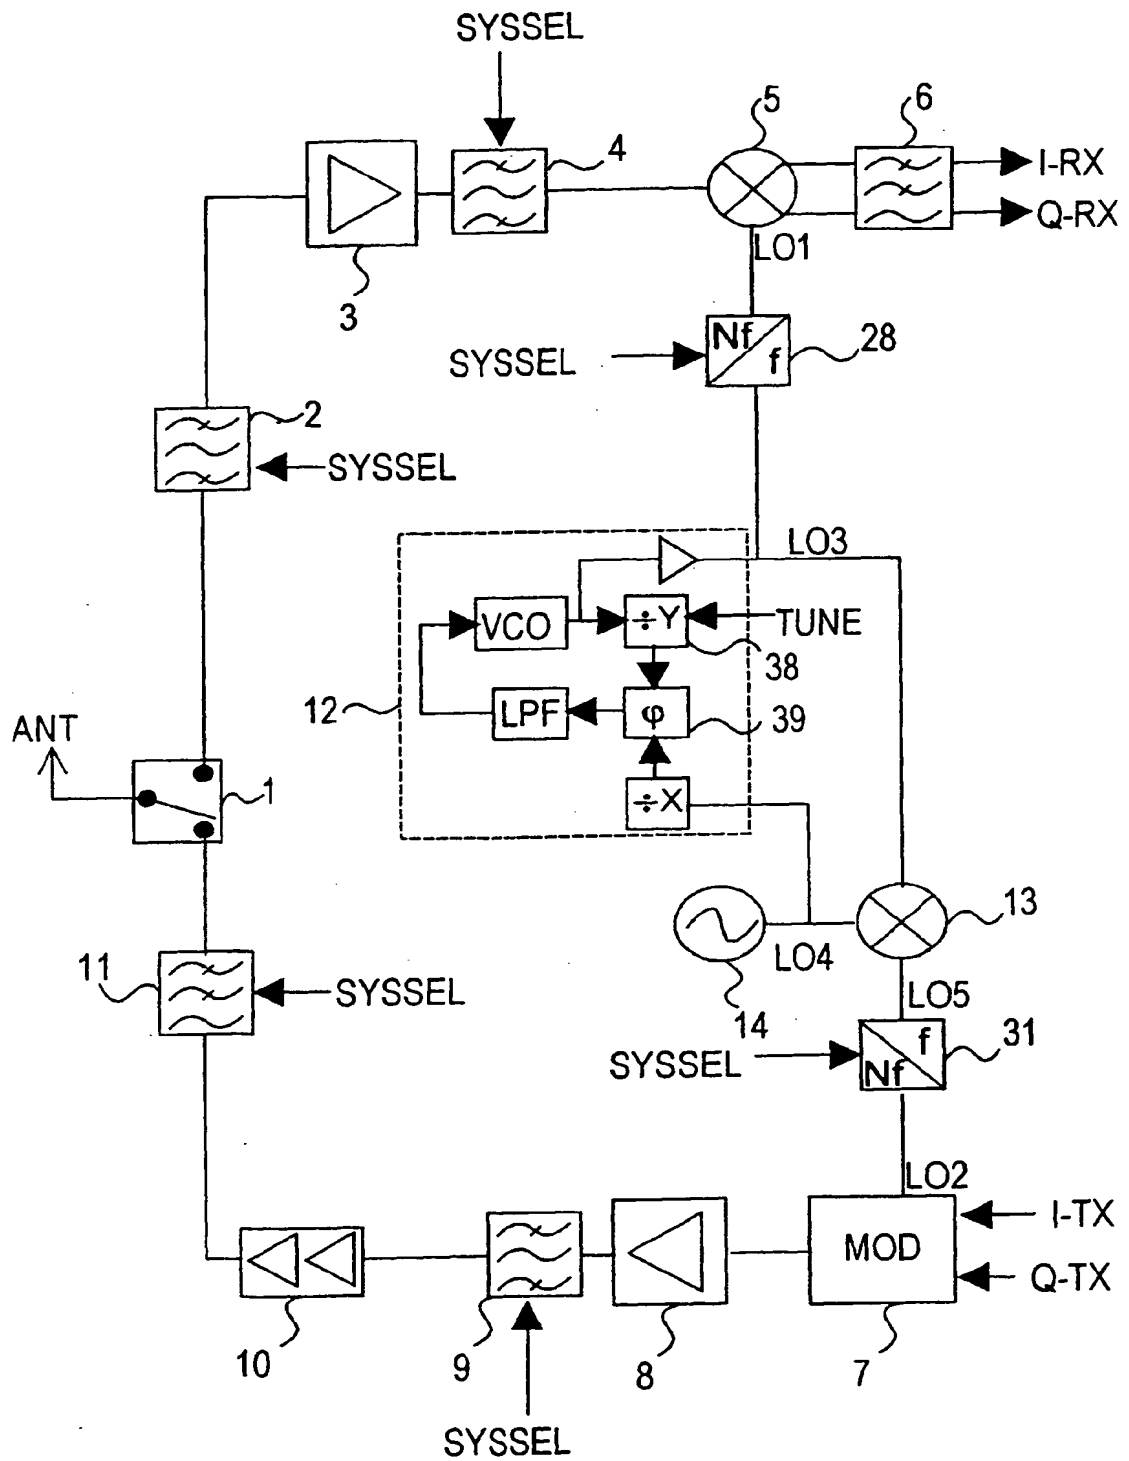 SYSSEL
5
6
4
I-RX
Q-RX
LO1
3
Nf
f
28
SYSSEL
2
SYSSEL
LO3
VCO
÷Y
TUNE
38
12
LPF
φ
39
ANT
1
÷X
13
LO4
11
SYSSEL
LO5
14
f
Nf
31
SYSSEL
LO2
I-TX
MOD
Q-TX
10
9
8
7
SYSSEL